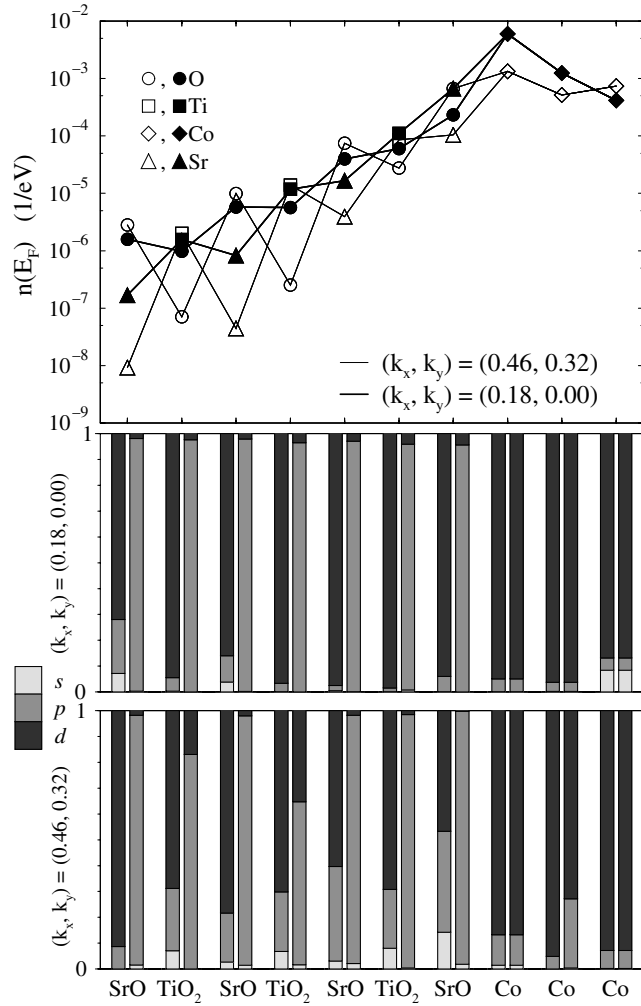 10⁻²
10⁻³
10⁻⁴
10⁻⁵
10⁻⁶
10⁻⁷
10⁻⁸
10⁻⁹
n(E_F) (1/eV)
, O
, Ti
, Co
, Sr
(k_x, k_y) = (0.46, 0.32)
(k_x, k_y) = (0.18, 0.00)
1
0
(k_x, k_y) = (0.18, 0.00)
s
p
d
1
0
(k_x, k_y) = (0.46, 0.32)
SrO TiO₂ SrO TiO₂ SrO TiO₂ SrO Co Co Co